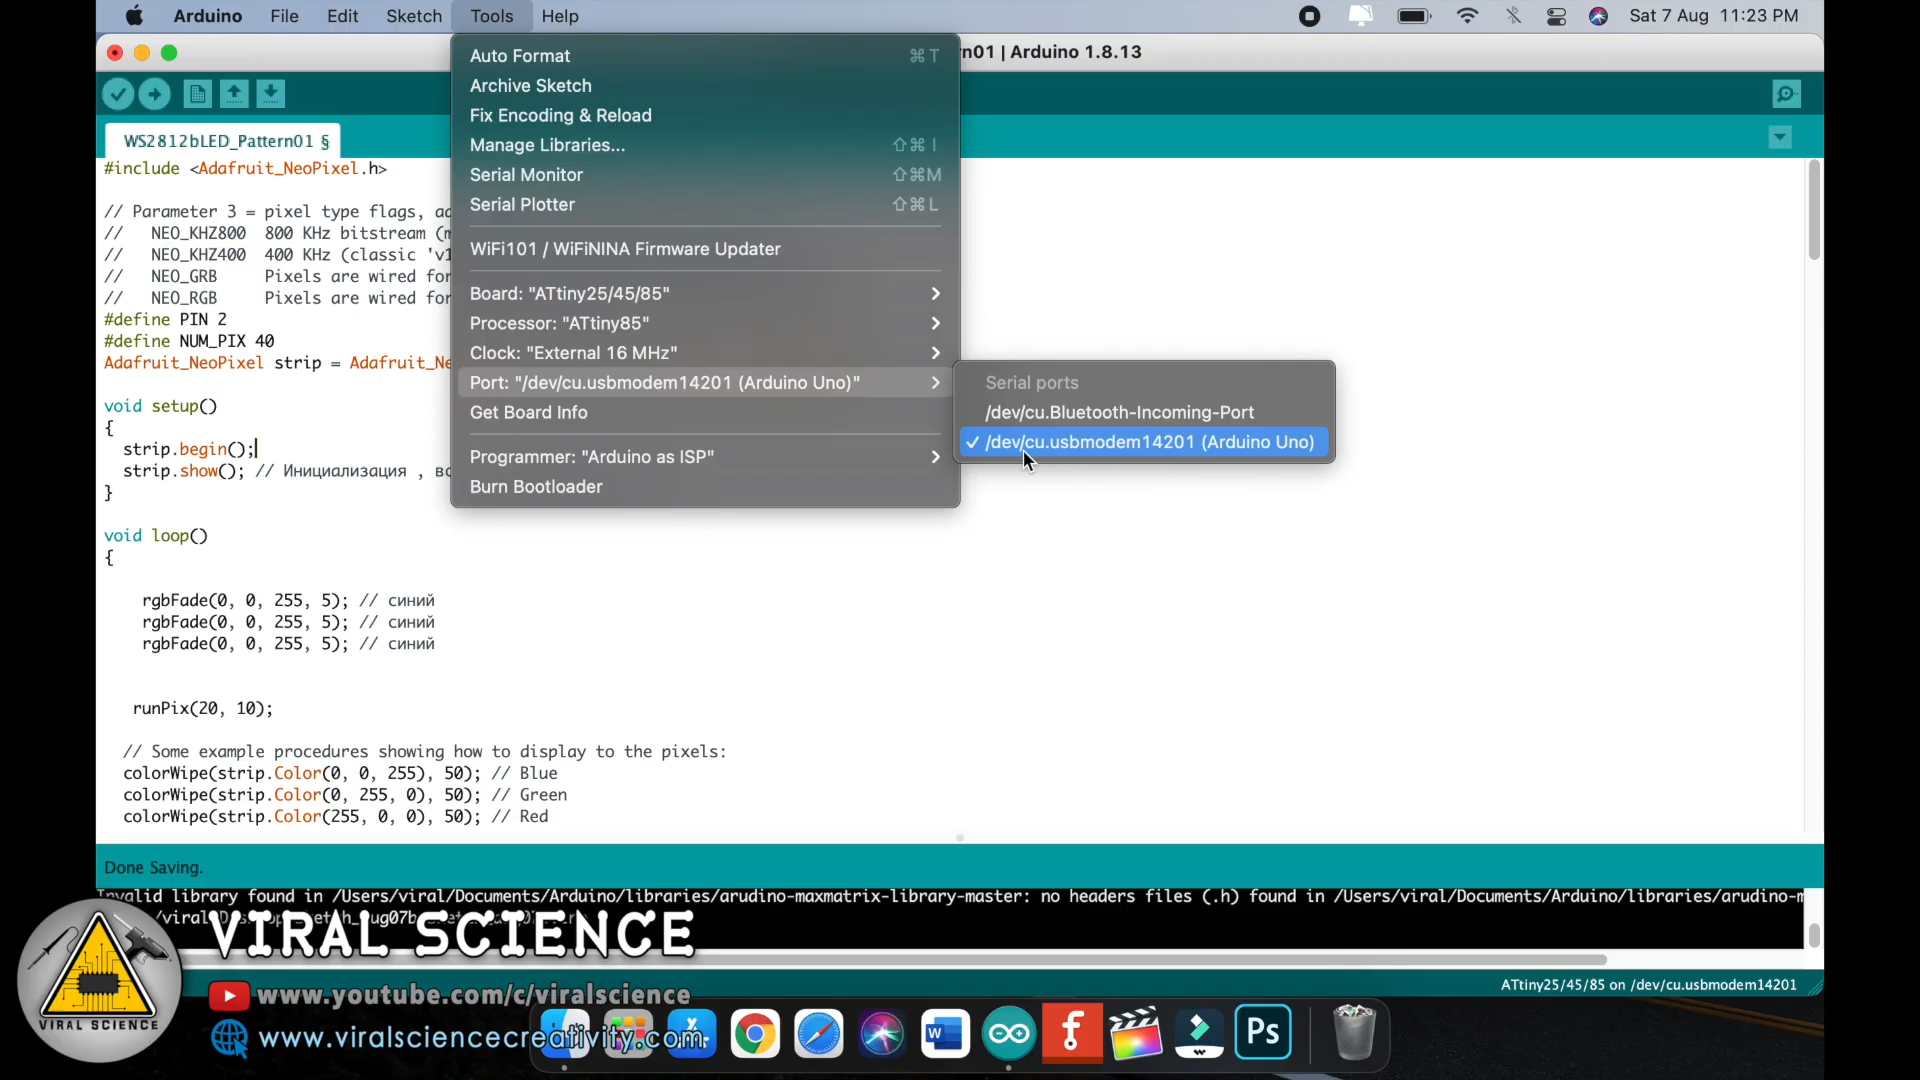 Arduino File Edit Sketch Tools Help Sat 7 Aug 11:23 PM
n01 | Arduino 1.8.13
Auto Format ⌘T
Archive Sketch
Fix Encoding & Reload
Manage Libraries... ⇧⌘I
Serial Monitor ⇧⌘M
Serial Plotter ⇧⌘L
WiFi101 / WiFiNINA Firmware Updater
Board: "ATtiny25/45/85"
Processor: "ATtiny85"
Clock: "External 16 MHz"
Port: "/dev/cu.usbmodem14201 (Arduino Uno)"
Get Board Info
Programmer: "Arduino as ISP"
Burn Bootloader
Serial ports
/dev/cu.Bluetooth-Incoming-Port
✓ /dev/cu.usbmodem14201 (Arduino Uno)
WS2812bLED_Pattern01 §
#include <Adafruit_NeoPixel.h>
// Parameter 3 = pixel type flags, ad
// NEO_KHZ800 800 KHz bitstream (m
// NEO_KHZ400 400 KHz (classic 'v1
// NEO_GRB Pixels are wired for
// NEO_RGB Pixels are wired for
#define PIN 2
#define NUM_PIX 40
Adafruit_NeoPixel strip = Adafruit_Ne
void setup()
{
strip.begin();
strip.show(); // Инициализация , вс
}
void loop()
{
rgbFade(0, 0, 255, 5); // синий
rgbFade(0, 0, 255, 5); // синий
rgbFade(0, 0, 255, 5); // синий
runPix(20, 10);
// Some example procedures showing how to display to the pixels:
colorWipe(strip.Color(0, 0, 255), 50); // Blue
colorWipe(strip.Color(0, 255, 0), 50); // Green
colorWipe(strip.Color(255, 0, 0), 50); // Red
Done Saving.
Invalid library found in /Users/viral/Documents/Arduino/libraries/arudino-maxmatrix-library-master: no headers files (.h) found in /Users/viral/Documents/Arduino/libraries/arudino-m
VIRAL SCIENCE
ATtiny25/45/85 on /dev/cu.usbmodem14201
www.youtube.com/c/viralscience
VIRAL SCIENCE
www.viralsciencecreativity.com
W
f
Ps